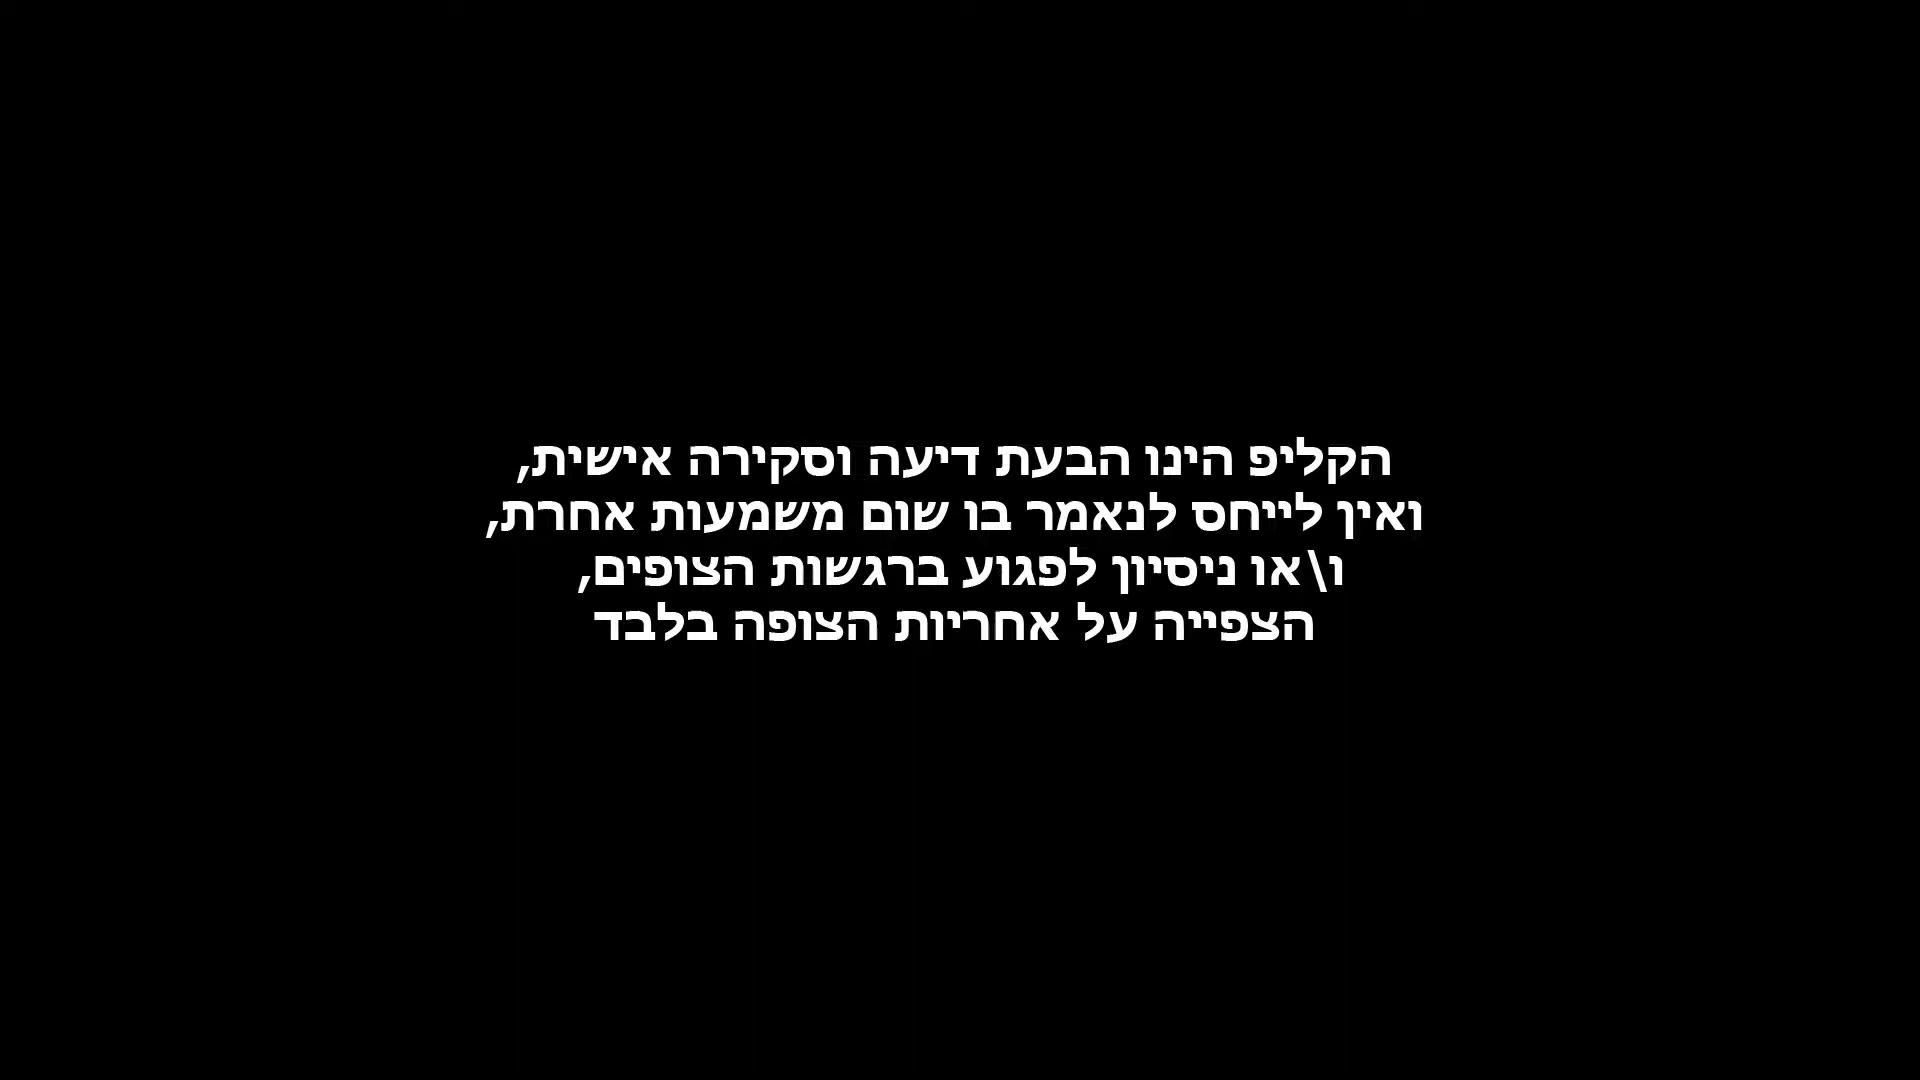 הקליפ הינו הבעת דיעה וסקירה אישית,
ואין לייחס לנאמר בו שום משמעות אחרת,
ו\או ניסיון לפגוע ברגשות הצופים,
הצפייה על אחריות הצופה בלבד